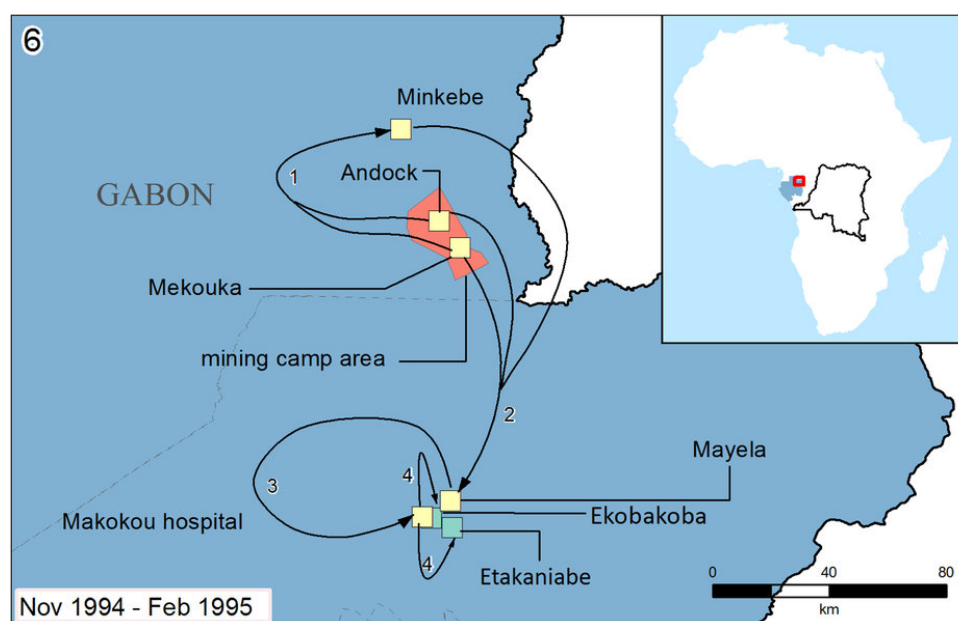 6
Minkebe
Andock
1
GABON
Mekouka
mining camp area
2
Mayela
4
3
Makokou hospital
Ekobakoba
4
Etakaniabe
0 40 80
km
Nov 1994 - Feb 1995